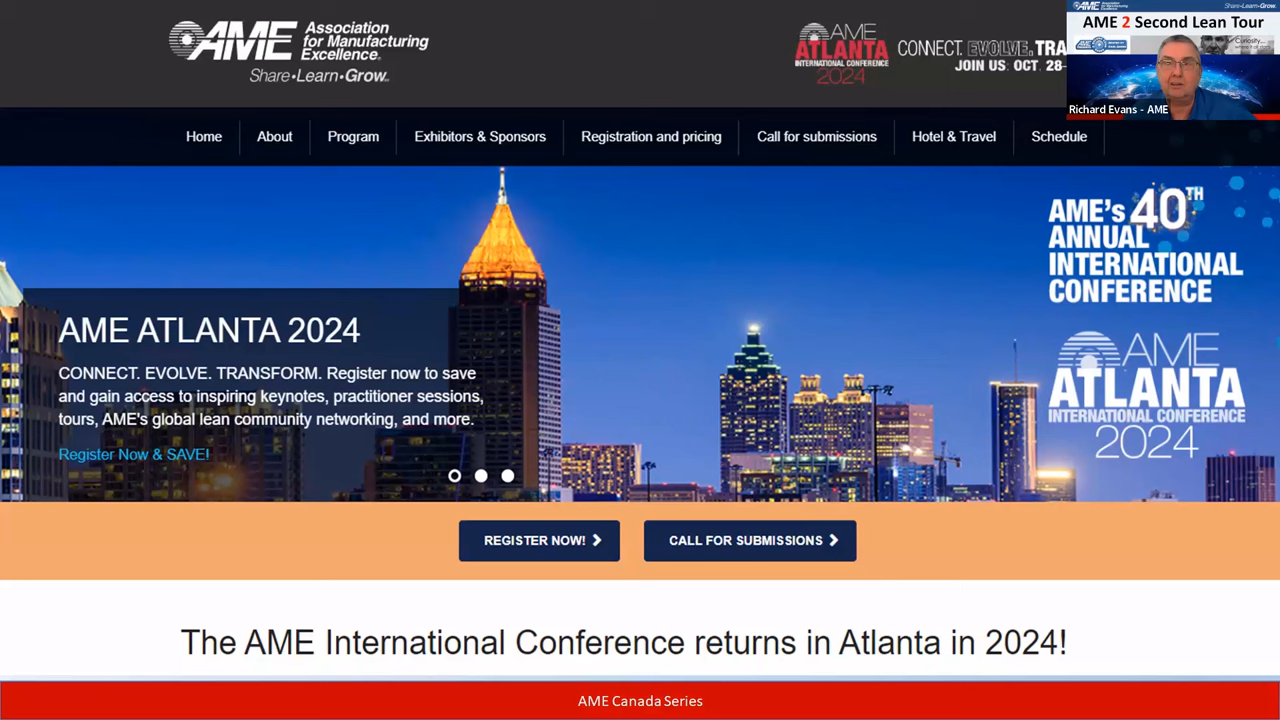 AME
Association
for Manufacturing
Excellence®
Share•Learn•Grow™
AME
ATLANTA
INTERNATIONAL CONFERENCE
2024
CONNECT. EVOLVE. TRA
JOIN US: OCT. 28-
AME
Share•Learn•Grow.
AME 2 Second Lean Tour
Curiosity...
Richard Evans - AME
Home
About
Program
Exhibitors & Sponsors
Registration and pricing
Call for submissions
Hotel & Travel
Schedule
AME's 40TH
ANNUAL
INTERNATIONAL
CONFERENCE
AME
ATLANTA
INTERNATIONAL CONFERENCE
2024
AME ATLANTA 2024
CONNECT. EVOLVE. TRANSFORM. Register now to save
and gain access to inspiring keynotes, practitioner sessions,
tours, AME's global lean community networking, and more.
Register Now & SAVE!
REGISTER NOW!
CALL FOR SUBMISSIONS
The AME International Conference returns in Atlanta in 2024!
AME Canada Series